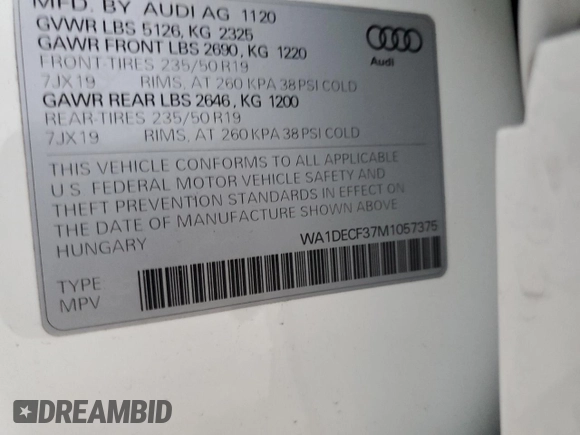 MFD. BY AUDI AG 1120
GVWR LBS 5126, KG 2325
GAWR FRONT LBS 2690, KG 1220
FRONT-TIRES 235/50 R19
7JX19 RIMS, AT 260 KPA 38 PSI COLD
GAWR REAR LBS 2646, KG 1200
REAR-TIRES 235/50 R19
7JX19 RIMS, AT 260 KPA 38 PSI COLD
Audi
THIS VEHICLE CONFORMS TO ALL APPLICABLE
U.S. FEDERAL MOTOR VEHICLE SAFETY AND
THEFT PREVENTION STANDARDS IN EFFECT ON
THE DATE OF MANUFACTURE SHOWN ABOVE
HUNGARY WA1DECF37M1057375
TYPE
MPV
DREAMBID